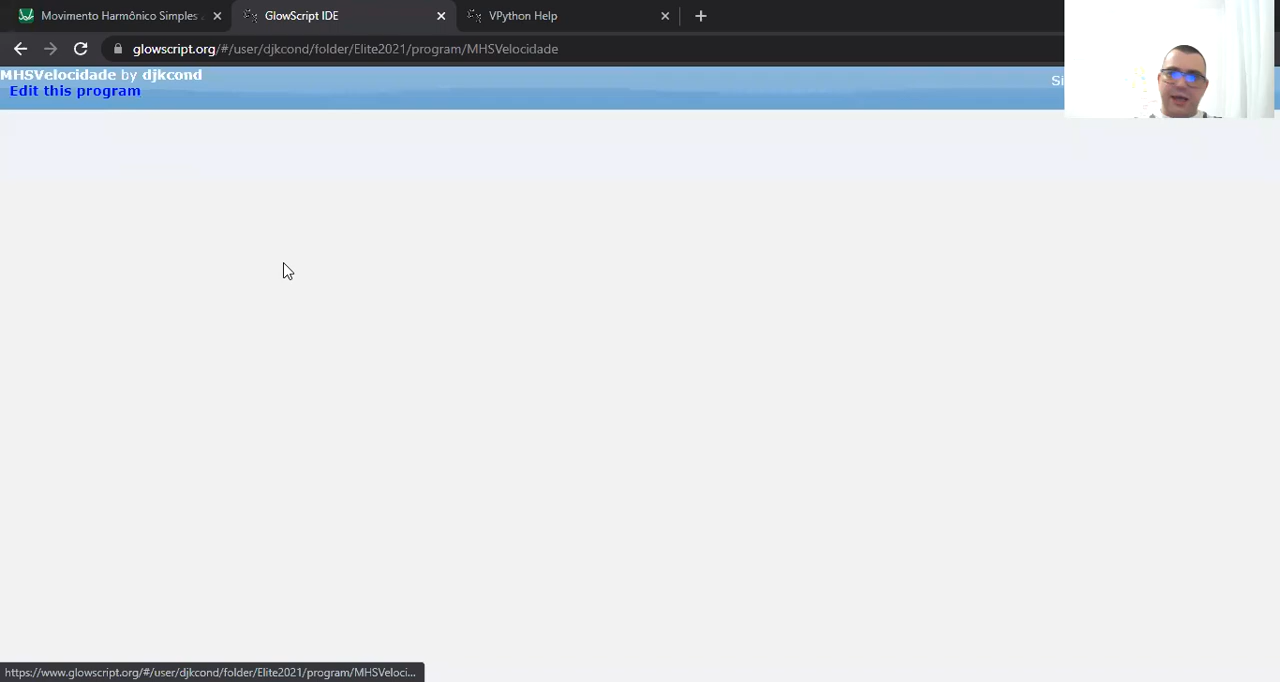 Movimento Harmônico Simples
GlowScript IDE
VPython Help
glowscript.org/#/user/djkcond/folder/Elite2021/program/MHSVelocidade
MHSVelocidade by djkcond
Edit this program
Si
https://www.glowscript.org/#/user/djkcond/folder/Elite2021/program/MHSVeloci...